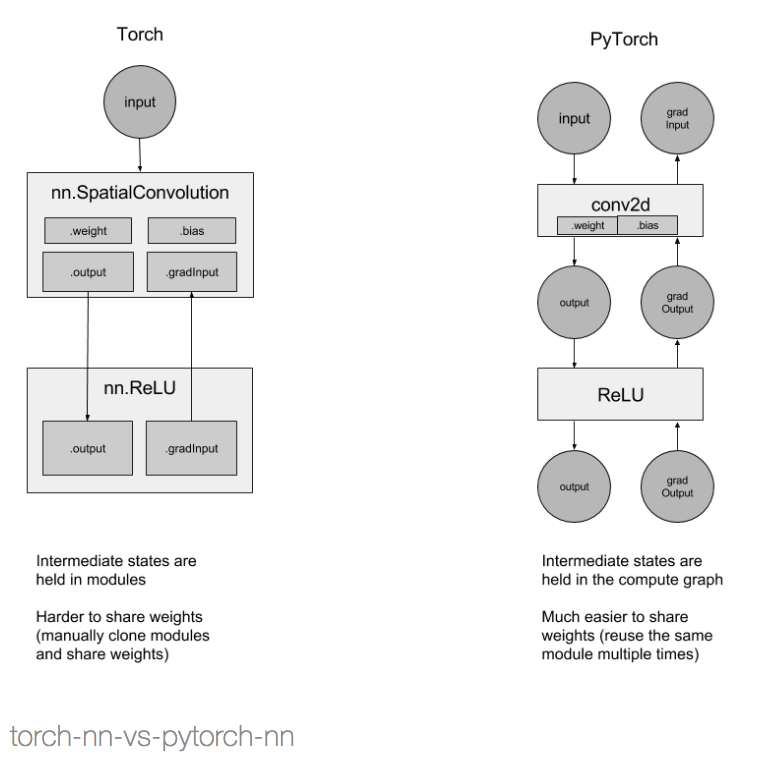 Torch
input
nn.SpatialConvolution
.weight
.bias
.output
.gradInput
nn.ReLU
.output
.gradInput
Intermediate states are
held in modules
Harder to share weights
(manually clone modules
and share weights)
PyTorch
input
grad
Input
conv2d
.weight
.bias
output
grad
Output
ReLU
output
grad
Output
Intermediate states are
held in the compute graph
Much easier to share
weights (reuse the same
module multiple times)
torch-nn-vs-pytorch-nn